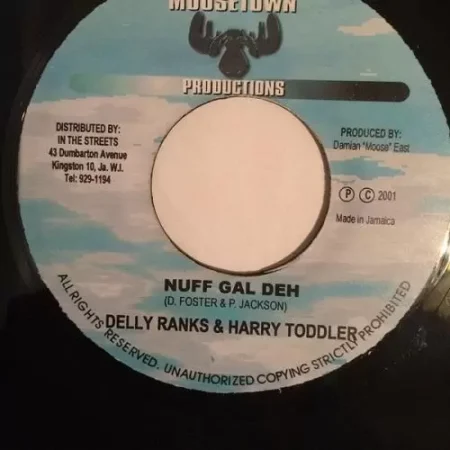 MOOSETOWN
PRODUCTIONS
DISTRIBUTED BY:
IN THE STREETS
43 Dumbarton Avenue
Kingston 10, Ja. W.I.
Tel: 929-1194
PRODUCED BY:
Damian "Moose" East
P C 2001
Made in Jamaica
NUFF GAL DEH
(D. FOSTER & P. JACKSON)
DELLY RANKS & HARRY TODDLER
ALL RIGHTS RESERVED. UNAUTHORIZED COPYING STRICTLY PROHIBITED